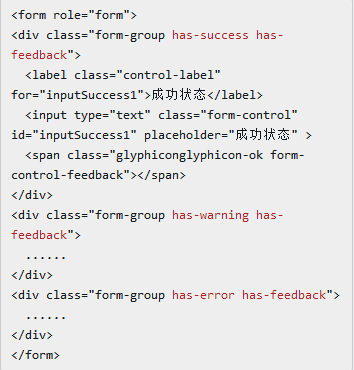 <form role="form">
<div class="form-group has-success has-
feedback">
  <label class="control-label"
for="inputSuccess1">成功状态</label>
  <input type="text" class="form-control"
id="inputSuccess1" placeholder="成功状态" >
  <span class="glyphiconglyphicon-ok form-
control-feedback"></span>
</div>
<div class="form-group has-warning has-
feedback">
  ......
</div>
<div class="form-group has-error has-feedback">
  ......
</div>
</form>